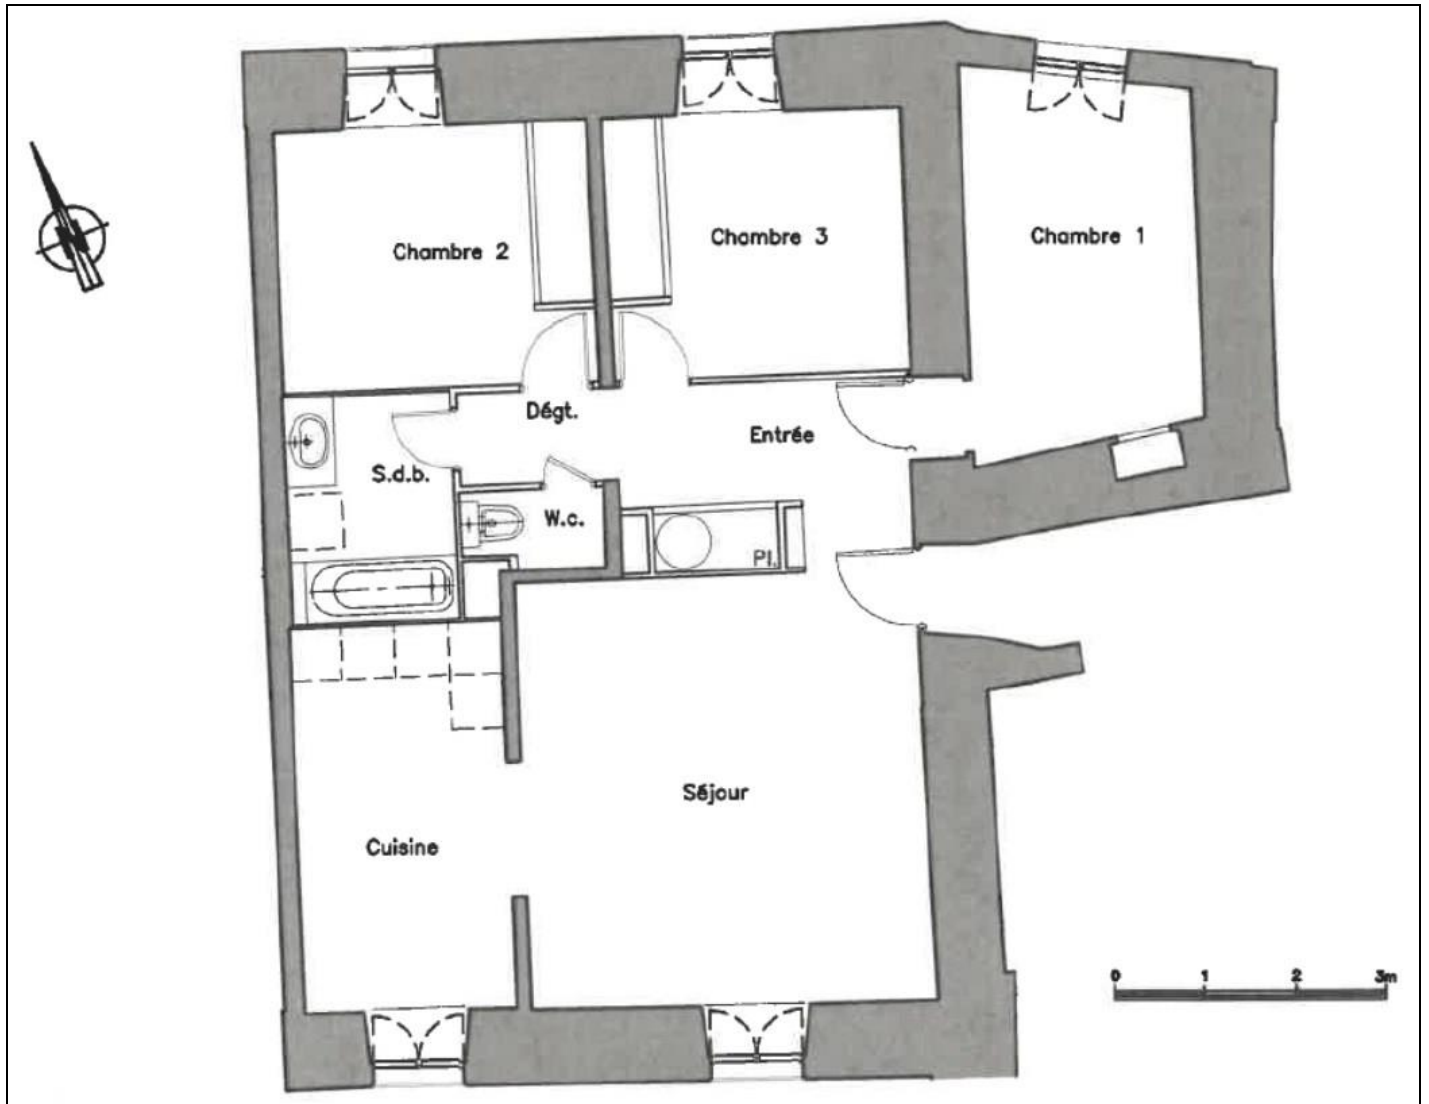 Chambre 2
Chambre 3
Chambre 1
Dégt.
Entrée
S.d.b.
W.c.
Pl.
Séjour
Cuisine
0 1 2 3m
N